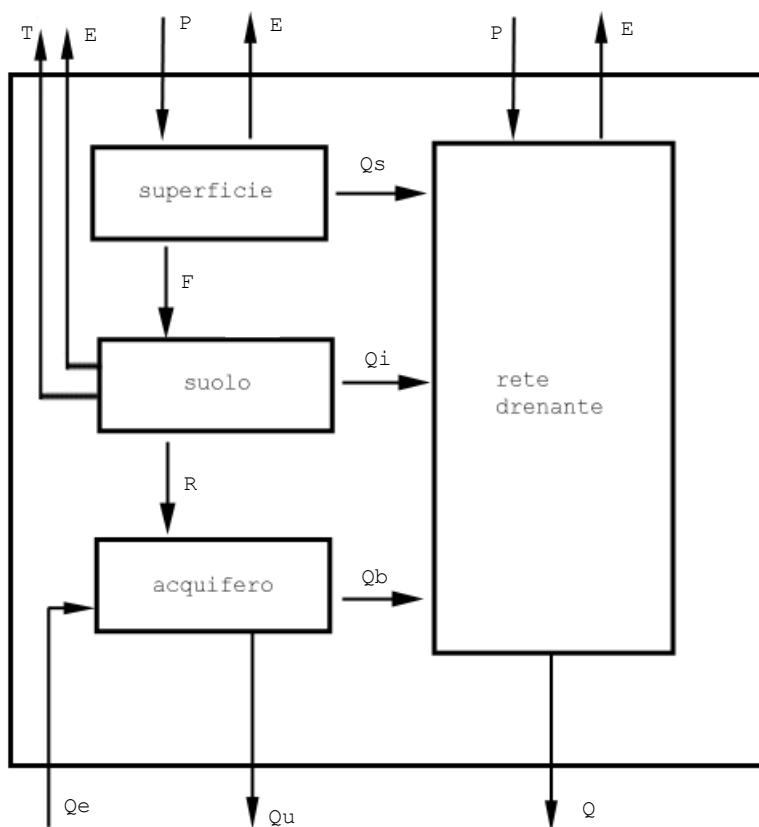 T
E
P
E
P
E
superficie
Qs
F
suolo
Qi
rete
drenante
R
acquifero
Qb
Qe
Qu
Q